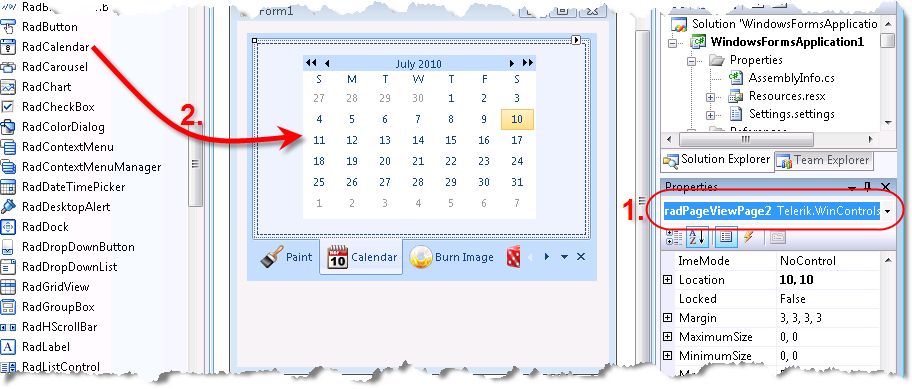 RadButton
RadCalendar
RadCarousel
RadChart
RadCheckBox
RadColorDialog
RadContextMenu
RadContextMenuManager
RadDateTimePicker
RadDesktopAlert
RadDock
RadDropDownButton
RadDropDownList
RadGridView
RadGroupBox
RadHScrollBar
RadLabel
RadListControl
2.
Form1
July 2010
S M T W T F S
27 28 29 30 1 2 3
4 5 6 7 8 9 10
11 12 13 14 15 16 17
18 19 20 21 22 23 24
25 26 27 28 29 30 31
1 2 3 4 5 6 7
Paint
10
Calendar
Burn Image
1.
Solution 'WindowsFormsApplication
C#
WindowsFormsApplication1
Properties
AssemblyInfo.cs
Resources.resx
Settings.settings
References
Solution Explorer
Team Explorer
Properties
radPageViewPage2 Telerik.WinControls
A
Z
ImeMode NoControl
Location 10, 10
Locked False
Margin 3, 3, 3, 3
MaximumSize 0, 0
MinimumSize 0, 0